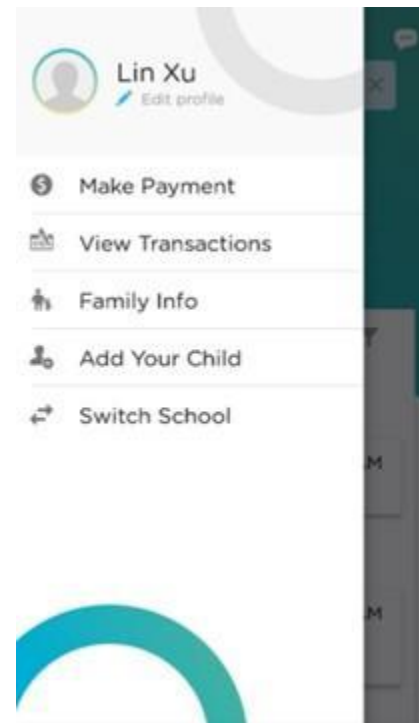 Lin Xu
Edit profile
Make Payment
View Transactions
Family Info
Add Your Child
Switch School
M
M